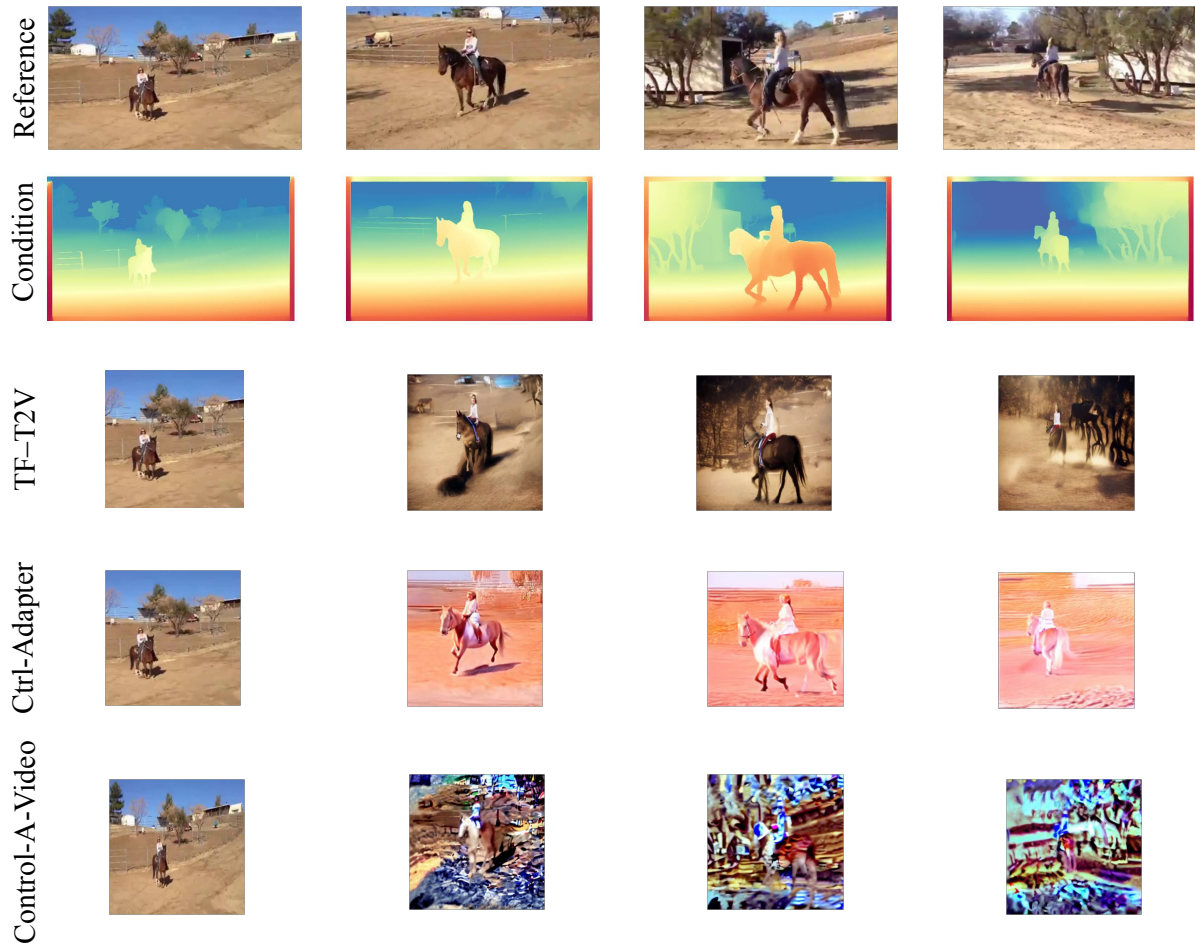 Reference
Condition
TF–T2V
Ctrl-Adapter
Control-A-Video